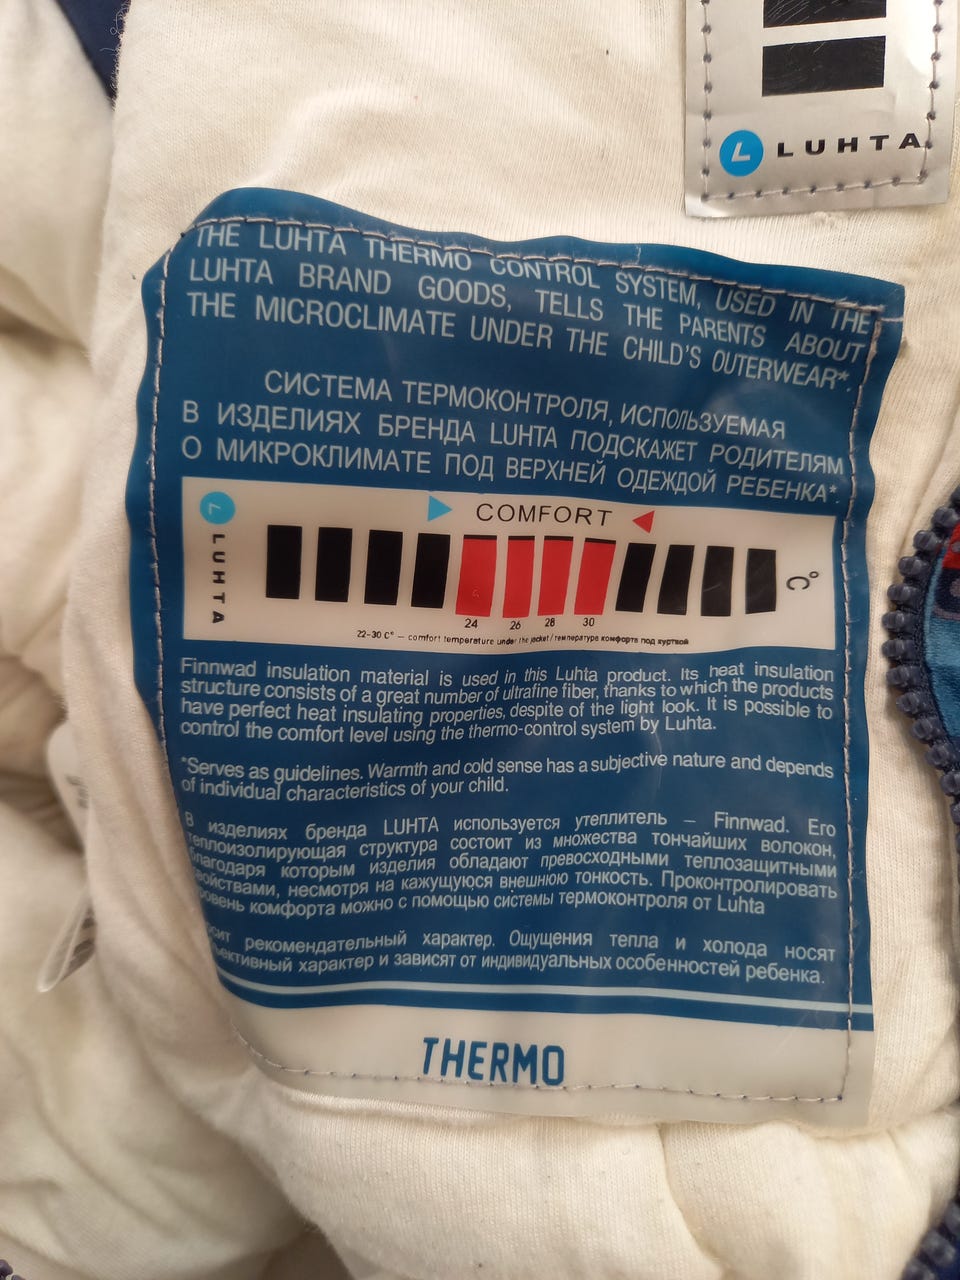 L LUHTA
THE LUHTA THERMO CONTROL SYSTEM, USED IN THE
LUHTA BRAND GOODS, TELLS THE PARENTS ABOUT
THE MICROCLIMATE UNDER THE CHILD'S OUTERWEAR*.
СИСТЕМА ТЕРМОКОНТРОЛЯ, ИСПОЛЬЗУЕМАЯ
В ИЗДЕЛИЯХ БРЕНДА LUHTA ПОДСКАЖЕТ РОДИТЕЛЯМ
О МИКРОКЛИМАТЕ ПОД ВЕРХНЕЙ ОДЕЖДОЙ РЕБЕНКА*.
L LUHTA
COMFORT
°C
24 26 28 30
22-30 C° — comfort temperature under the jacket/температура комфорта под курткой
Finnwad insulation material is used in this Luhta product. Its heat insulation
structure consists of a great number of ultrafine fiber, thanks to which the products
have perfect heat insulating properties, despite of the light look. It is possible to
control the comfort level using the thermo-control system by Luhta.
*Serves as guidelines. Warmth and cold sense has a subjective nature and depends
of individual characteristics of your child.
В изделиях бренда LUHTA используется утеплитель – Finnwad. Его
теплоизолирующая структура состоит из множества тончайших волокон,
благодаря которым изделия обладают превосходными теплозащитными
войствами, несмотря на кажущуюся внешнюю тонкость. Проконтролировать
ровень комфорта можно с помощью системы термоконтроля от Luhta
осит рекомендательный характер. Ощущения тепла и холода носят
ъективный характер и зависят от индивидуальных особенностей ребенка.
THERMO